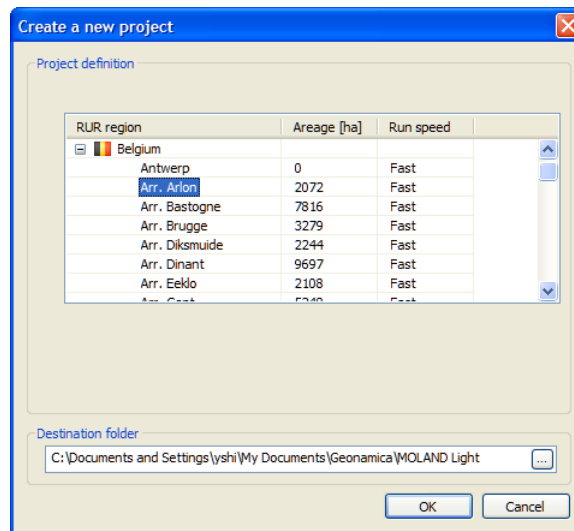 Create a new project
Project definition
RUR region Areage [ha] Run speed
Belgium
Antwerp 0 Fast
Arr. Arlon 2072 Fast
Arr. Bastogne 7816 Fast
Arr. Brugge 3279 Fast
Arr. Diksmuide 2244 Fast
Arr. Dinant 9697 Fast
Arr. Eeklo 2108 Fast
Destination folder
C:\Documents and Settings\yshi\My Documents\Geonamica\MOLAND Light ...
OK Cancel